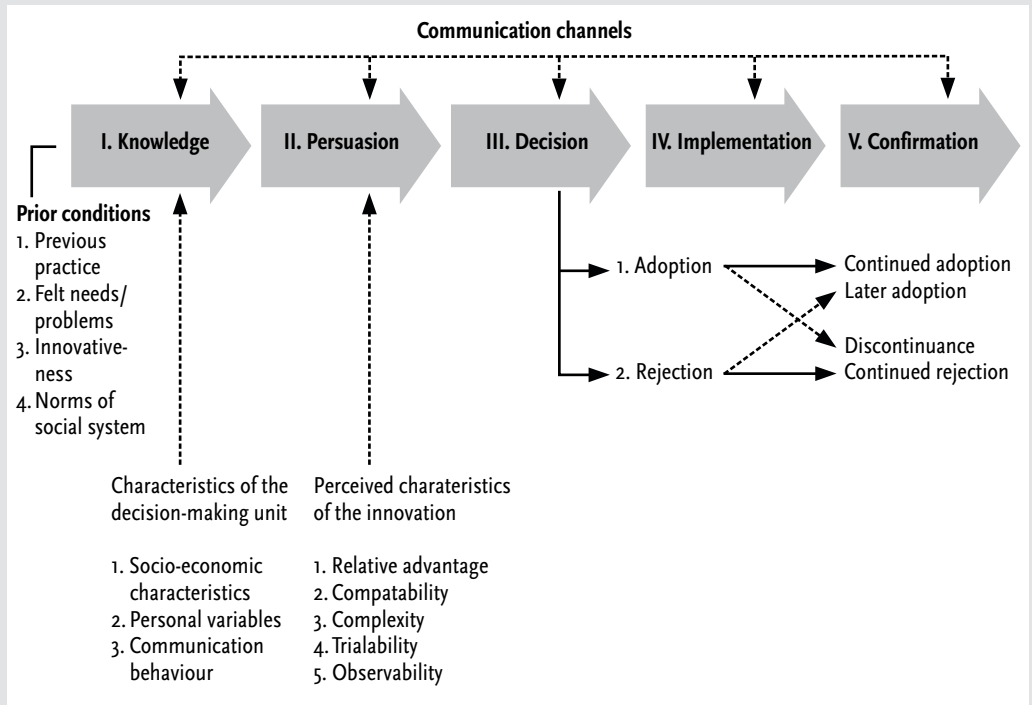 Communication channels
I. Knowledge
II. Persuasion
III. Decision
IV. Implementation
V. Confirmation
Prior conditions
1. Previous
practice
2. Felt needs/
problems
3. Innovative-
ness
4. Norms of
social system
1. Adoption
2. Rejection
Continued adoption
Later adoption
Discontinuance
Continued rejection
Characteristics of the
decision-making unit
1. Socio-economic
characteristics
2. Personal variables
3. Communication
behaviour
Perceived charateristics
of the innovation
1. Relative advantage
2. Compatability
3. Complexity
4. Trialability
5. Observability